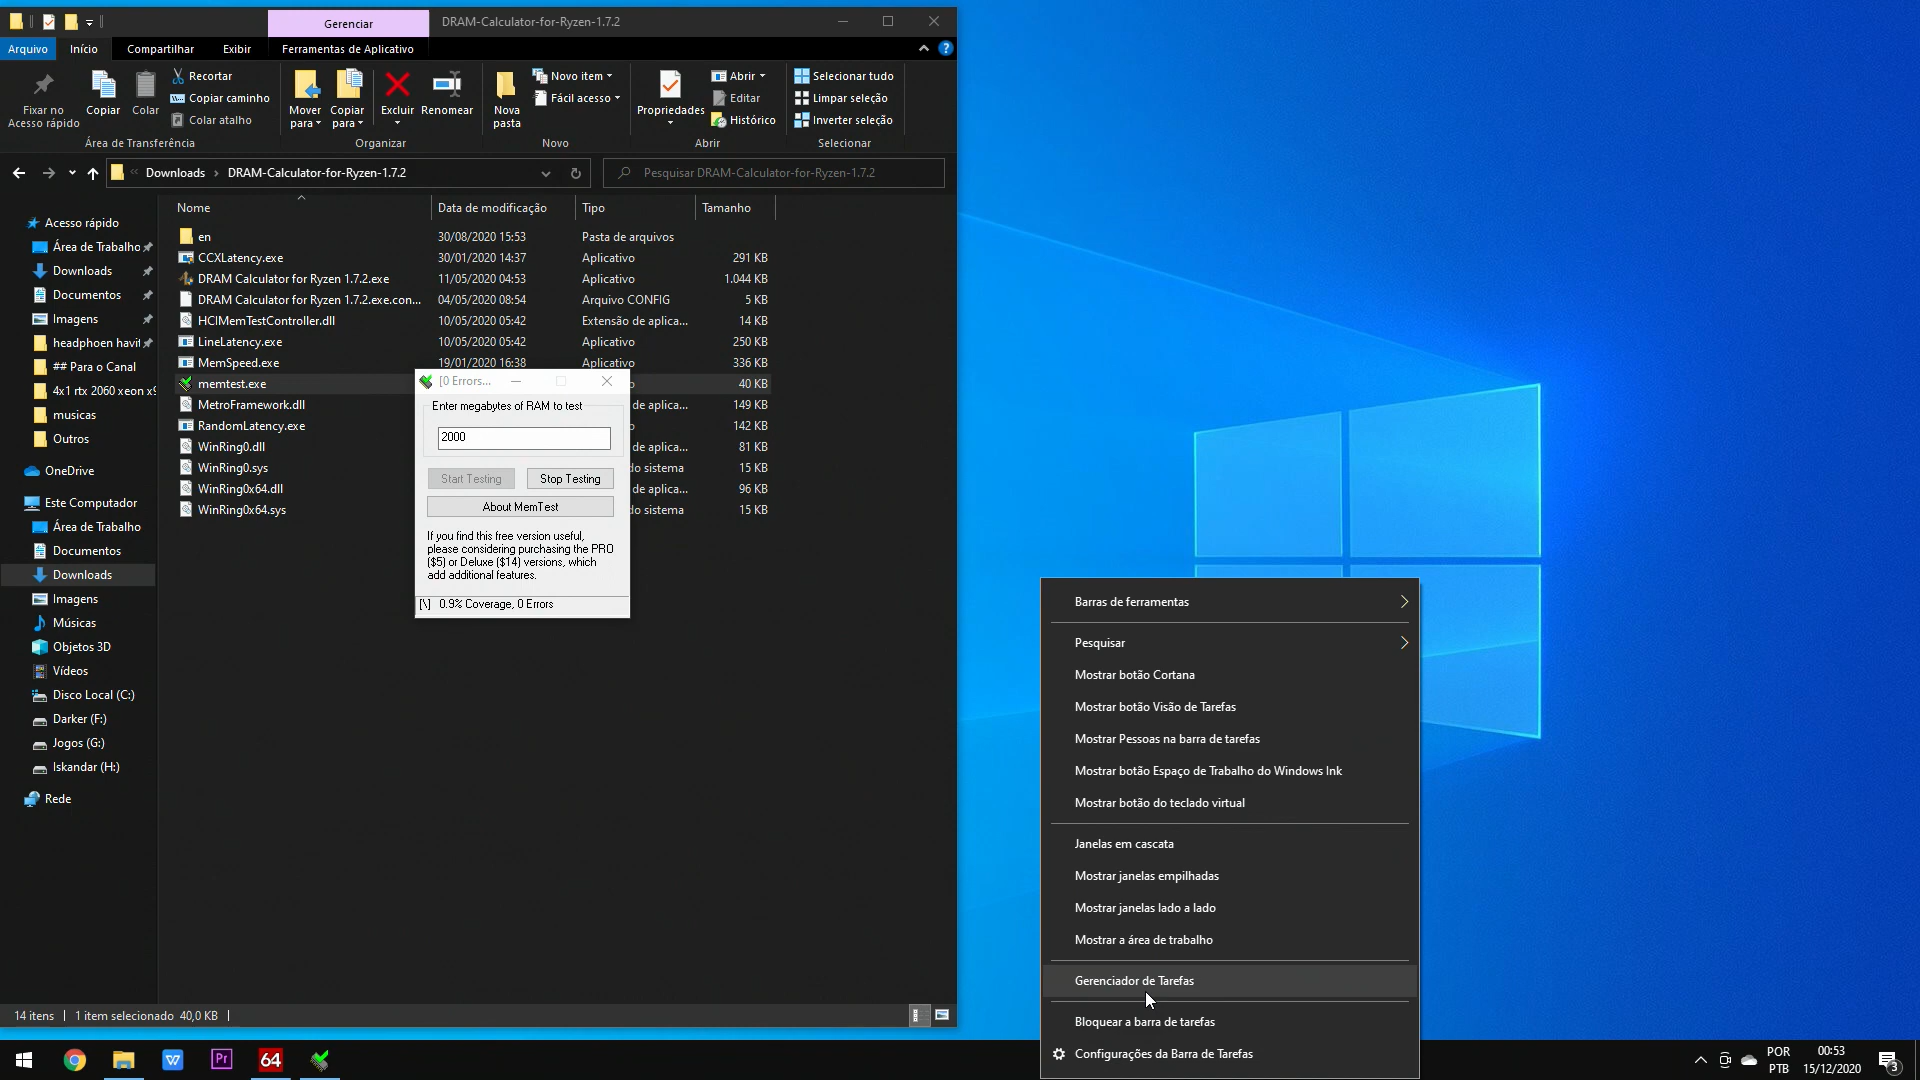 Gerenciar
DRAM-Calculator-for-Ryzen-1.7.2
Arquivo
Início
Compartilhar
Exibir
Ferramentas de Aplicativo
Fixar no
Acesso rápido
Copiar
Colar
Recortar
Copiar caminho
Colar atalho
Área de Transferência
Mover
para
Copiar
para
Excluir
Renomear
Organizar
Nova
pasta
Novo item
Fácil acesso
Novo
Propriedades
Abrir
Editar
Histórico
Abrir
Selecionar tudo
Limpar seleção
Inverter seleção
Selecionar
Downloads
DRAM-Calculator-for-Ryzen-1.7.2
Pesquisar DRAM-Calculator-for-Ryzen-1.7.2
Nome
Data de modificação
Tipo
Tamanho
en 30/08/2020 15:53 Pasta de arquivos
CCXLatency.exe 30/01/2020 14:37 Aplicativo 291 KB
DRAM Calculator for Ryzen 1.7.2.exe 11/05/2020 04:53 Aplicativo 1.044 KB
DRAM Calculator for Ryzen 1.7.2.exe.con... 04/05/2020 08:54 Arquivo CONFIG 5 KB
HCIMemTestController.dll 10/05/2020 05:42 Extensão de aplica... 14 KB
LineLatency.exe 10/05/2020 05:42 Aplicativo 250 KB
MemSpeed.exe 19/01/2020 16:38 Aplicativo 336 KB
memtest.exe 40 KB
MetroFramework.dll de aplica... 149 KB
RandomLatency.exe 142 KB
WinRing0.dll de aplica... 81 KB
WinRing0.sys do sistema 15 KB
WinRing0x64.dll de aplica... 96 KB
WinRing0x64.sys do sistema 15 KB
Acesso rápido
Área de Trabalho
Downloads
Documentos
Imagens
headphoen havit
## Para o Canal
4x1 rtx 2060 xeon x9
musicas
Outros
OneDrive
Este Computador
Área de Trabalho
Documentos
Downloads
Imagens
Músicas
Objetos 3D
Vídeos
Disco Local (C:)
Darker (F:)
Jogos (G:)
Iskandar (H:)
Rede
[0 Errors...
Enter megabytes of RAM to test
2000
Start Testing
Stop Testing
About MemTest
If you find this free version useful,
please considering purchasing the PRO
($5) or Deluxe ($14) versions, which
add additional features.
[\] 0.9% Coverage, 0 Errors
14 itens
1 item selecionado 40,0 KB
Barras de ferramentas
Pesquisar
Mostrar botão Cortana
Mostrar botão Visão de Tarefas
Mostrar Pessoas na barra de tarefas
Mostrar botão Espaço de Trabalho do Windows Ink
Mostrar botão do teclado virtual
Janelas em cascata
Mostrar janelas empilhadas
Mostrar janelas lado a lado
Mostrar a área de trabalho
Gerenciador de Tarefas
Bloquear a barra de tarefas
Configurações da Barra de Tarefas
W
Pr
64
POR
PTB
00:53
15/12/2020
3